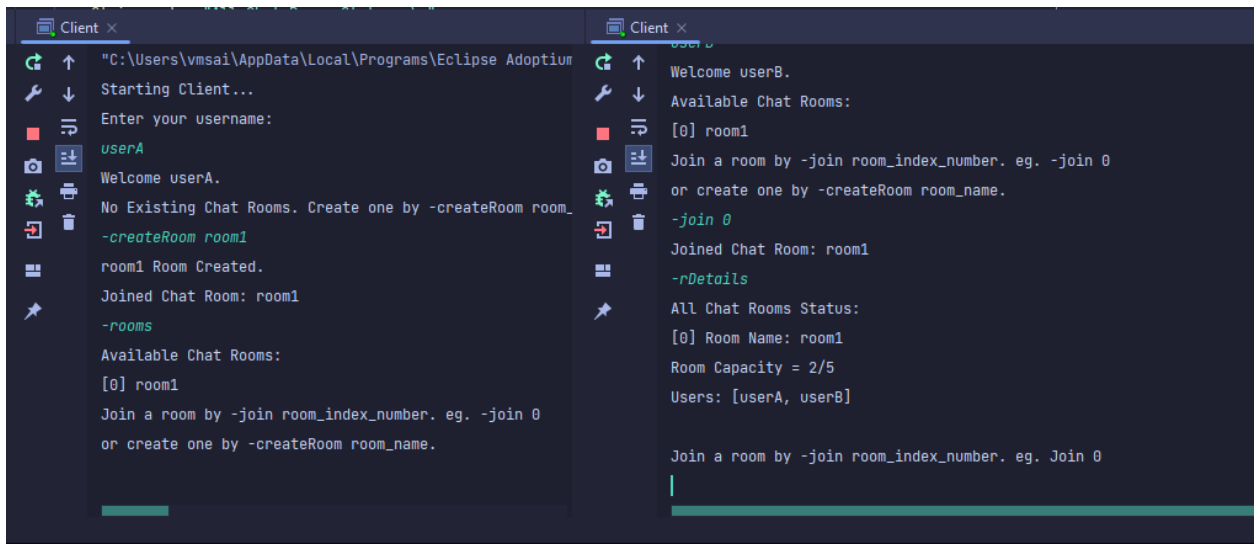 Client
"C:\Users\vmsai\AppData\Local\Programs\Eclipse Adoptium
Starting Client...
Enter your username:
userA
Welcome userA.
No Existing Chat Rooms. Create one by -createRoom room_
-createRoom room1
room1 Room Created.
Joined Chat Room: room1
-rooms
Available Chat Rooms:
[0] room1
Join a room by -join room_index_number. eg. -join 0
or create one by -createRoom room_name.
Client
userB
Welcome userB.
Available Chat Rooms:
[0] room1
Join a room by -join room_index_number. eg. -join 0
or create one by -createRoom room_name.
-join 0
Joined Chat Room: room1
-rDetails
All Chat Rooms Status:
[0] Room Name: room1
Room Capacity = 2/5
Users: [userA, userB]
Join a room by -join room_index_number. eg. Join 0